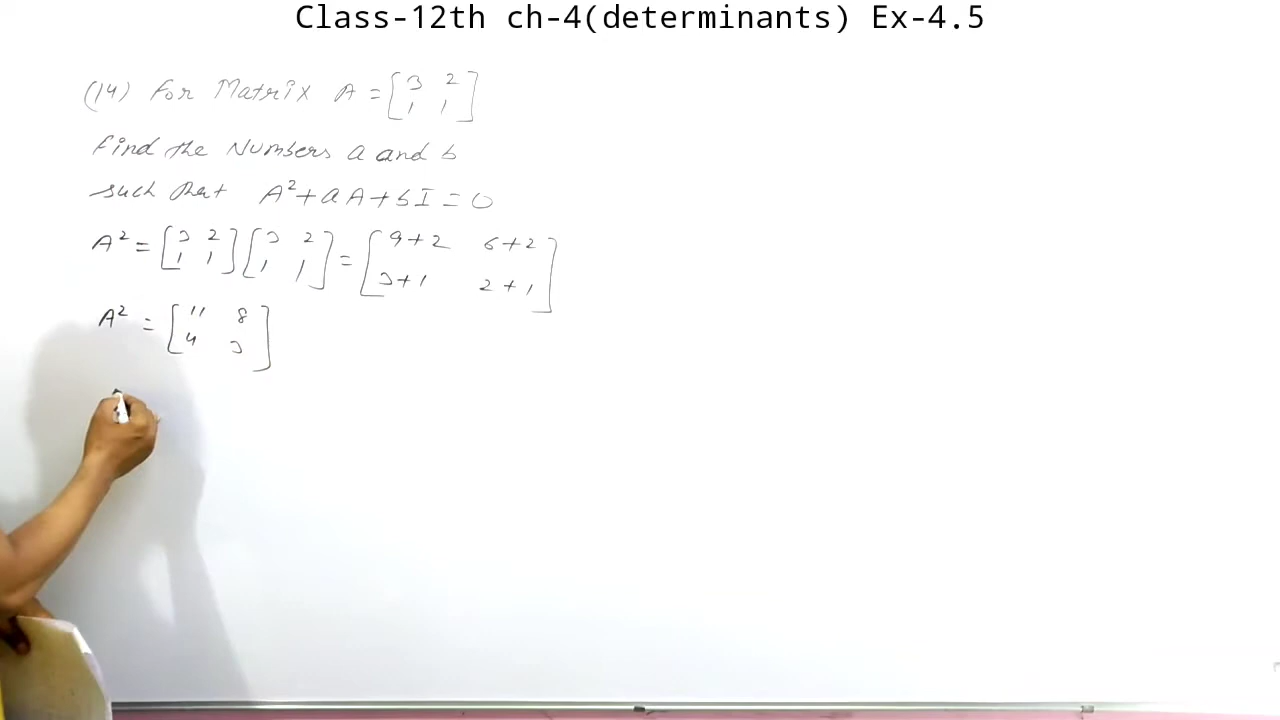 Class-12th ch-4(determinants) Ex-4.5
(14) For Matrix A = [3 2
1 1]
Find the Numbers a and b
such that A²+aA+bI=0
A² = [3 2
1 1] [3 2
1 1] = [9+2 6+2
3+1 2+1]
A² = [11 8
4 3]